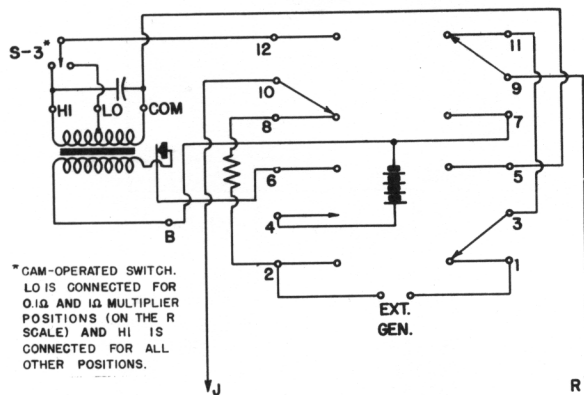 S-3*
12
11
HI
LO
COM
10
9
8
7
6
5
4
3
B
2
1
EXT.
GEN.
* CAM-OPERATED SWITCH.
LO IS CONNECTED FOR
0.1Ω AND 1Ω MULTIPLIER
POSITIONS (ON THE R
SCALE) AND HI IS
CONNECTED FOR ALL
OTHER POSITIONS.
J
R